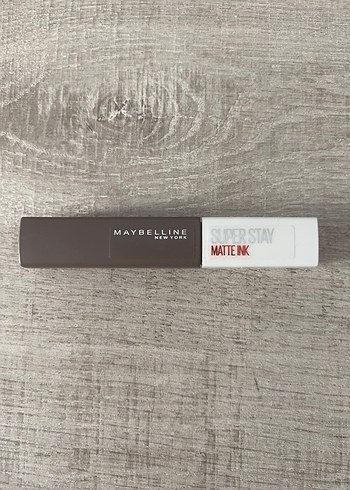 MAYBELLINE
NEW YORK
SUPER STAY
MATTE INK